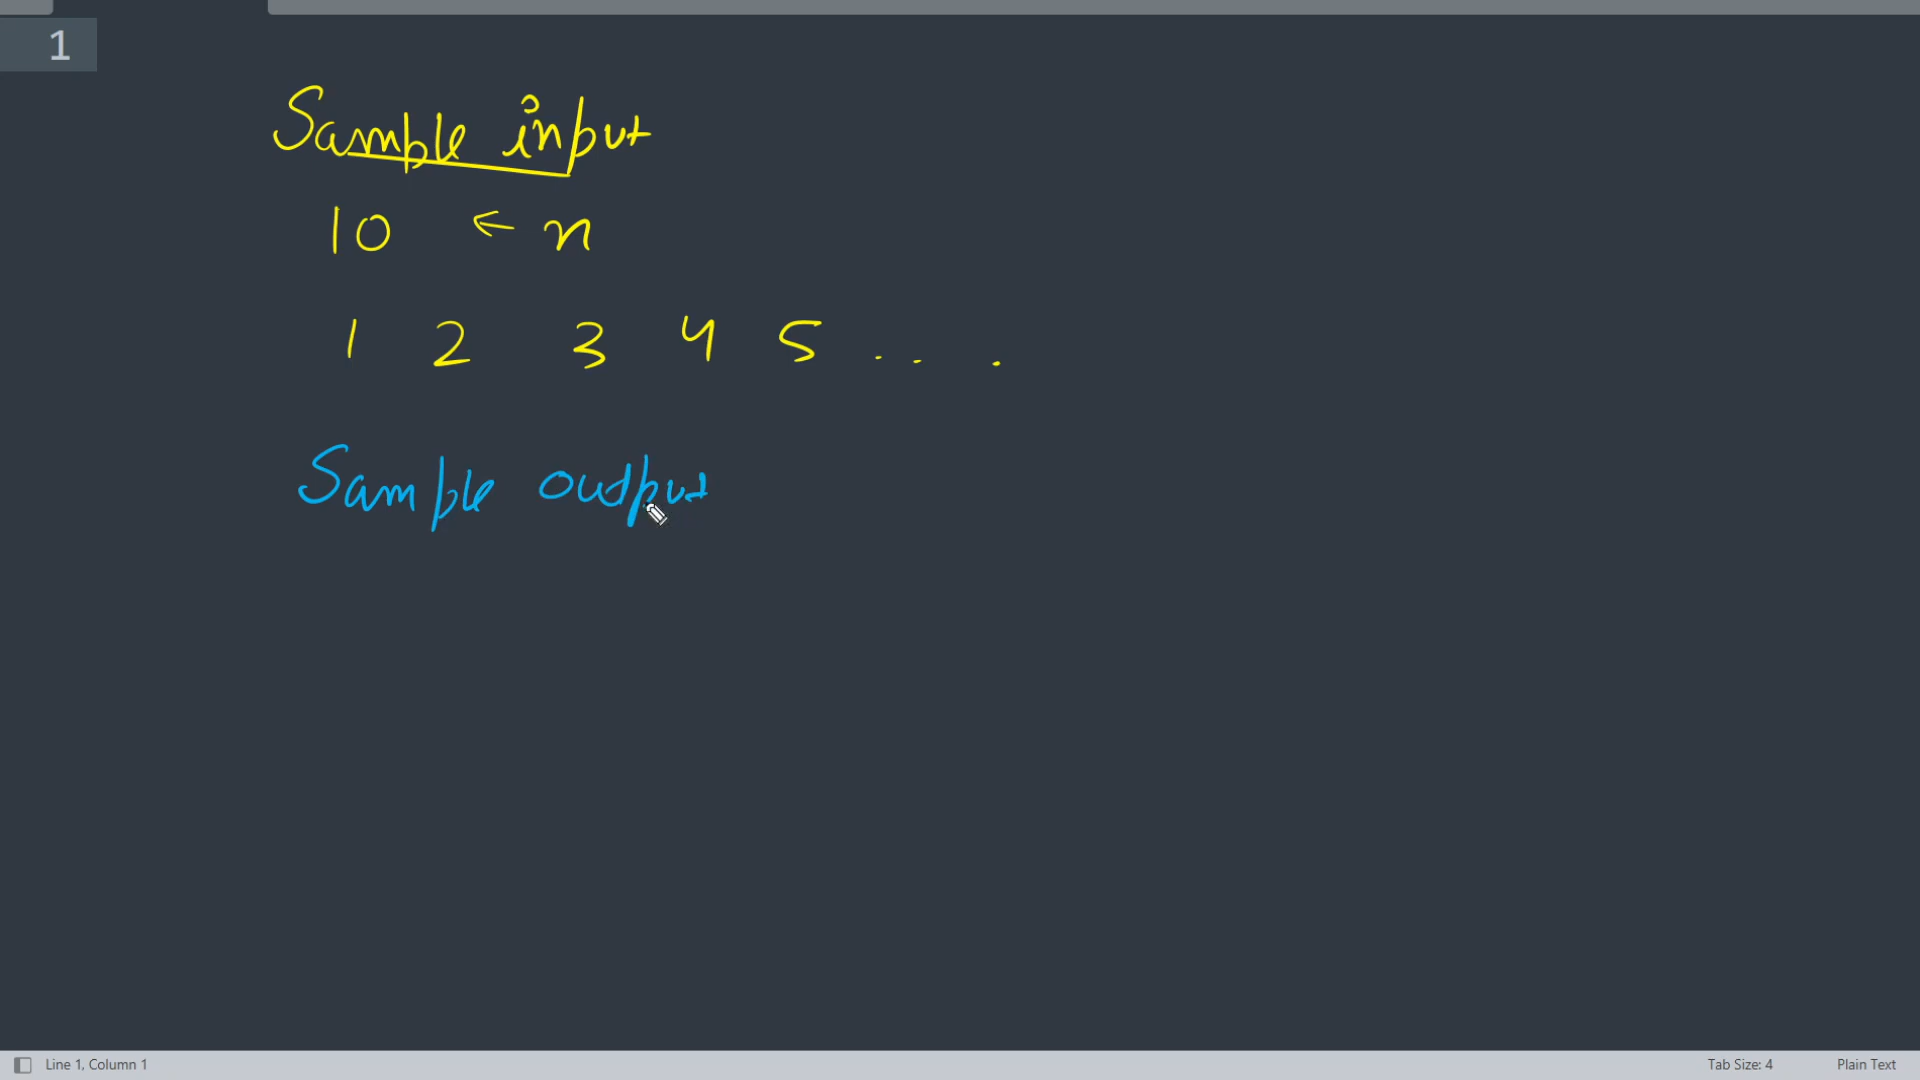 1
Sample input
10 ← n
1 2 3 4 5 . . .
Sample output
Line 1, Column 1 Tab Size: 4 Plain Text